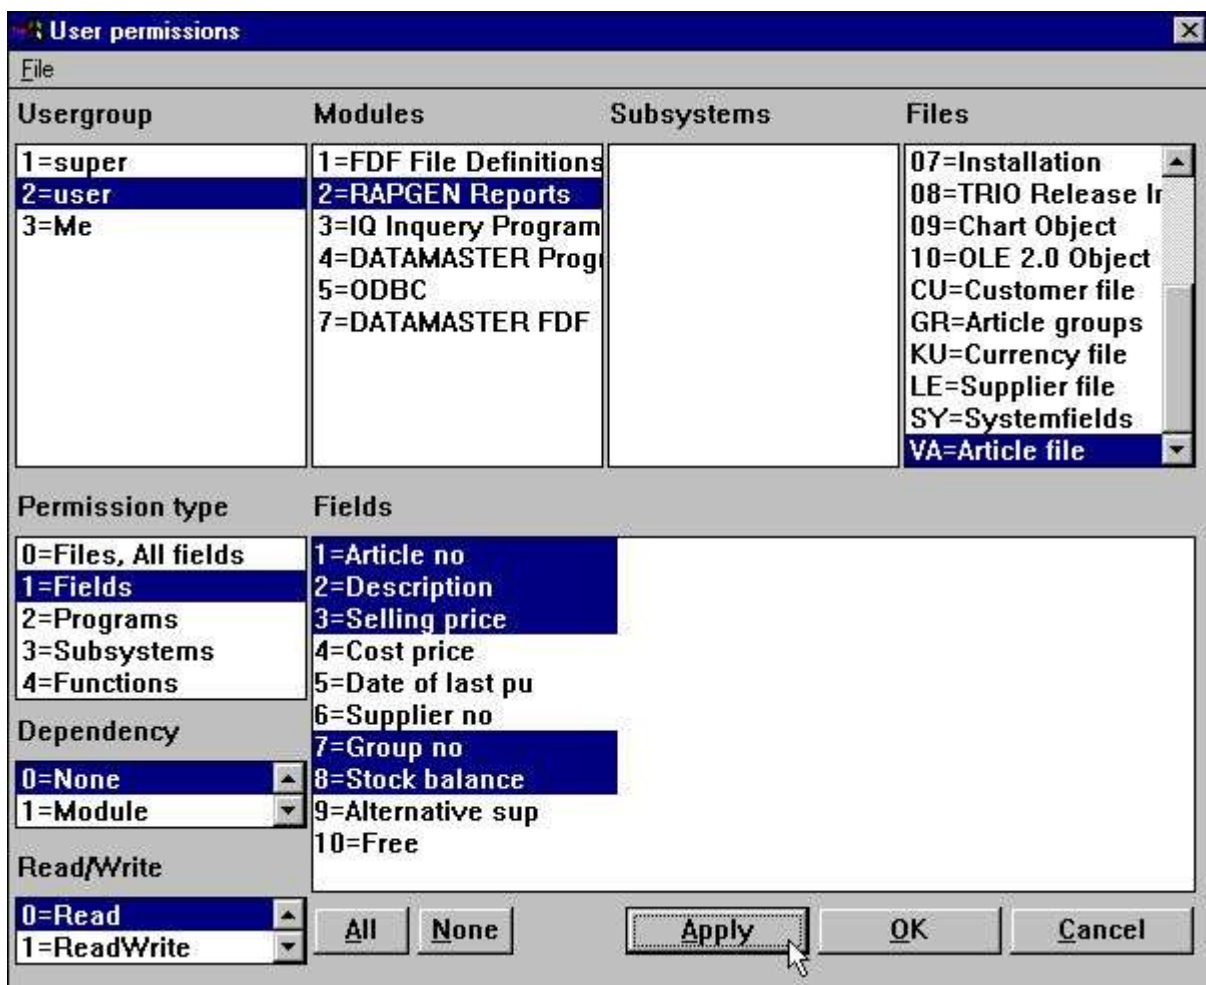 User permissions
File
Usergroup
1=super
2=user
3=Me
Modules
1=FDF File Definitions
2=RAPGEN Reports
3=IQ Inquery Program
4=DATAMASTER Prog
5=ODBC
7=DATAMASTER FDF
Subsystems
Files
07=Installation
08=TRIO Release In
09=Chart Object
10=OLE 2.0 Object
CU=Customer file
GR=Article groups
KU=Currency file
LE=Supplier file
SY=Systemfields
VA=Article file
Permission type
0=Files, All fields
1=Fields
2=Programs
3=Subsystems
4=Functions
Dependency
0=None
1=Module
Read/Write
0=Read
1=ReadWrite
Fields
1=Article no
2=Description
3=Selling price
4=Cost price
5=Date of last pu
6=Supplier no
7=Group no
8=Stock balance
9=Alternative sup
10=Free
All
None
Apply
OK
Cancel